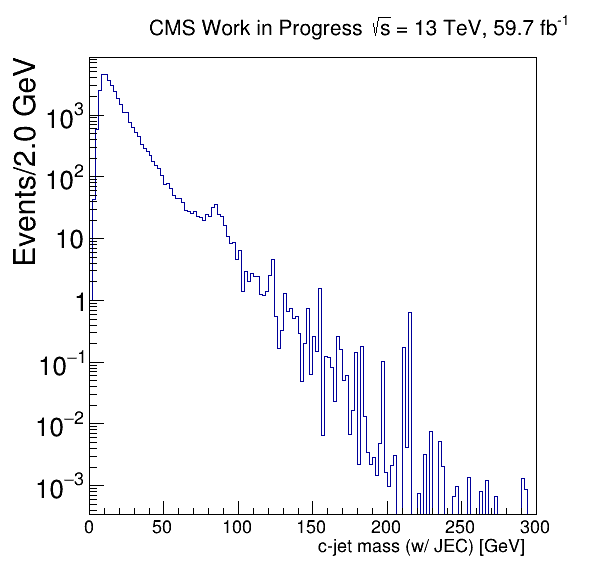 CMS Work in Progress √s = 13 TeV, 59.7 fb⁻¹
Events/2.0 GeV
10³
10²
10
1
10⁻¹
10⁻²
10⁻³
0 50 100 150 200 250 300
c-jet mass (w/ JEC) [GeV]